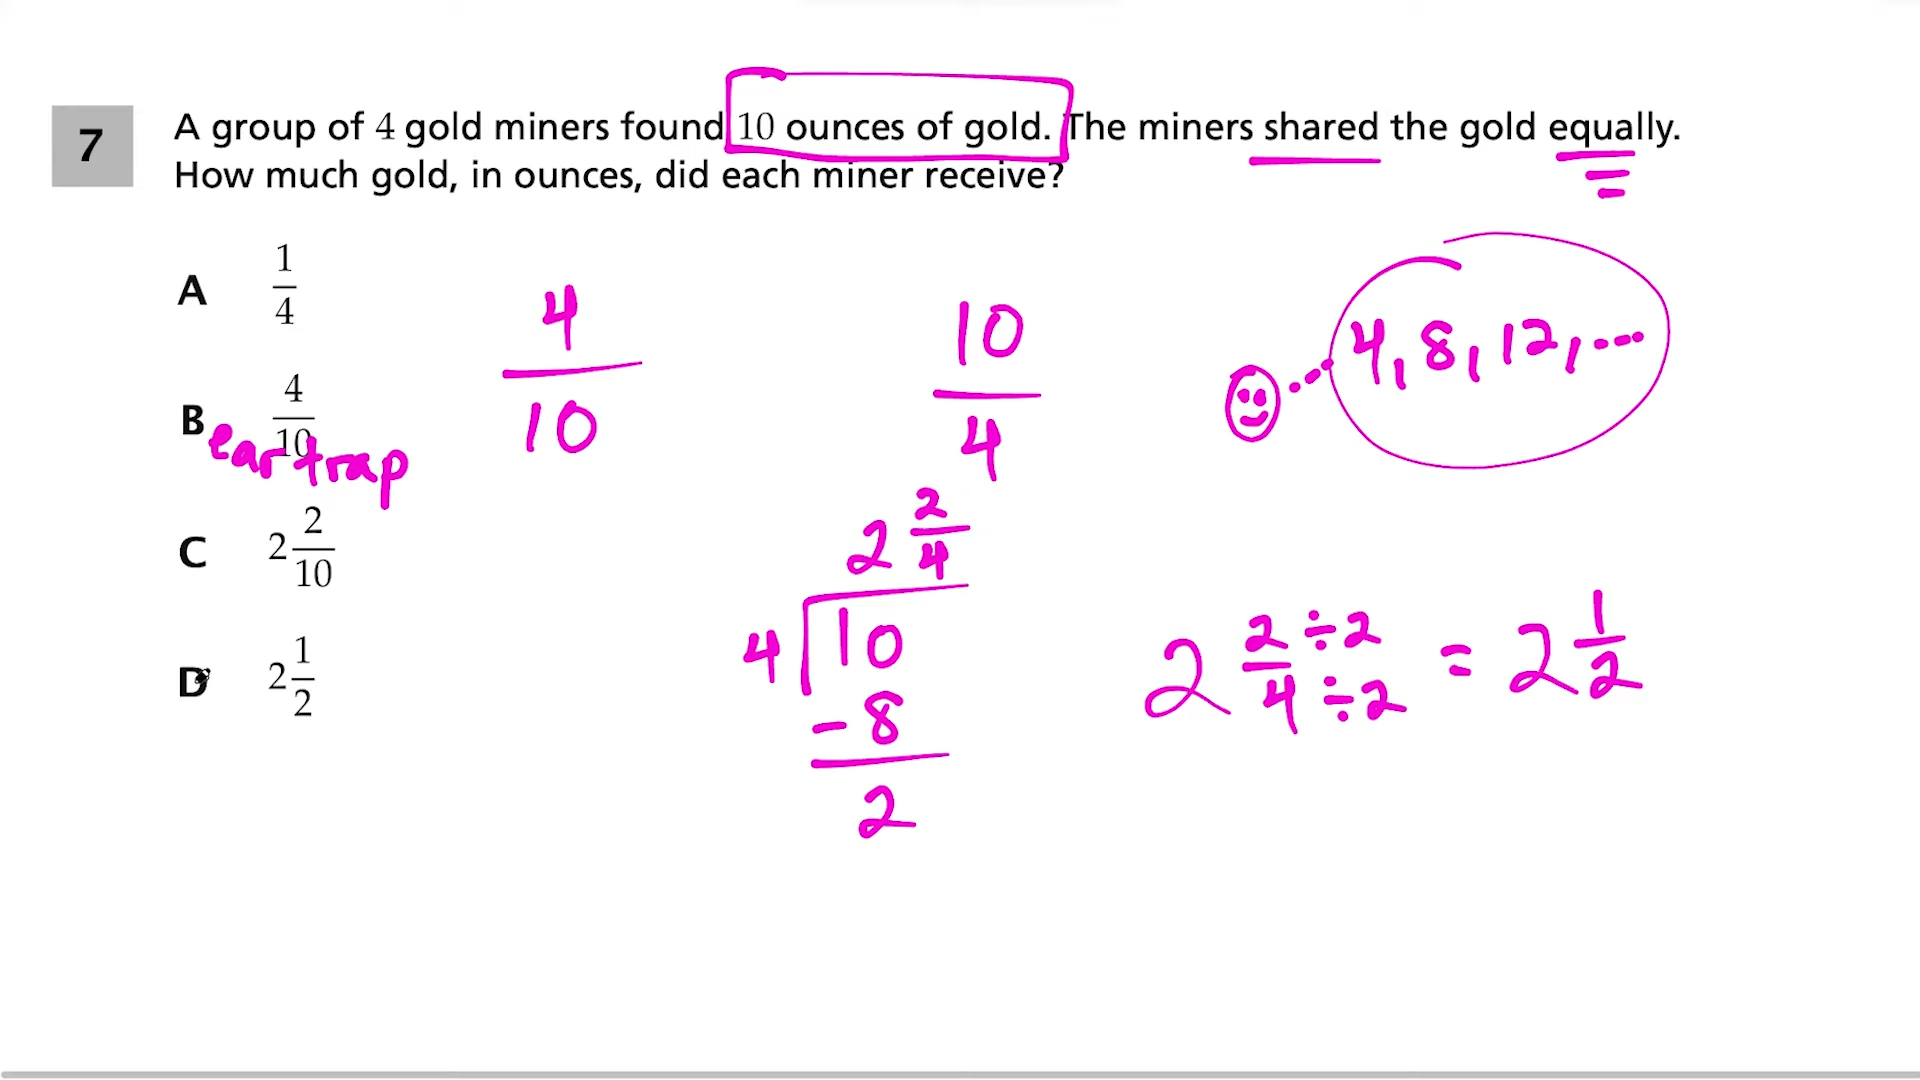 7
A group of 4 gold miners found 10 ounces of gold. The miners shared the gold equally.
How much gold, in ounces, did each miner receive?
A 1/4
B 4/10
ear trap
C 2 2/10
D 2 1/2
4/10
10/4
4, 8, 12, ...
2 2/4
4 10
- 8
2
2 2/4 ÷2 ÷2 = 2 1/2